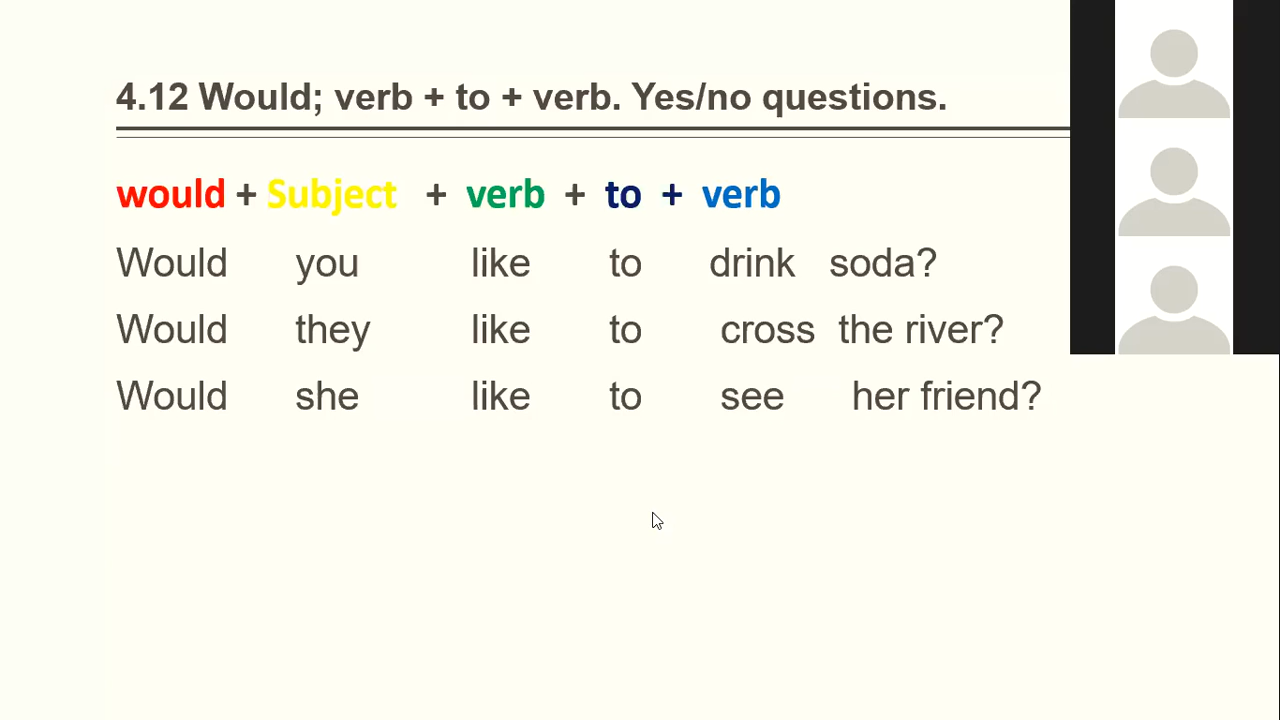 4.12 Would; verb + to + verb. Yes/no questions.
would + Subject + verb + to + verb
Would you like to drink soda?
Would they like to cross the river?
Would she like to see her friend?